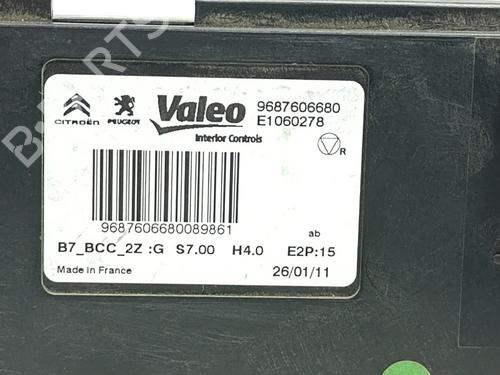 CITROËN PEUGEOT Valeo 9687606680
E1060278
Interior Controls
R
9687606680089861
ab
B7_BCC_2Z :G S7.00 H4.0 E2P:15
Made in France 26/01/11
B-PARTS